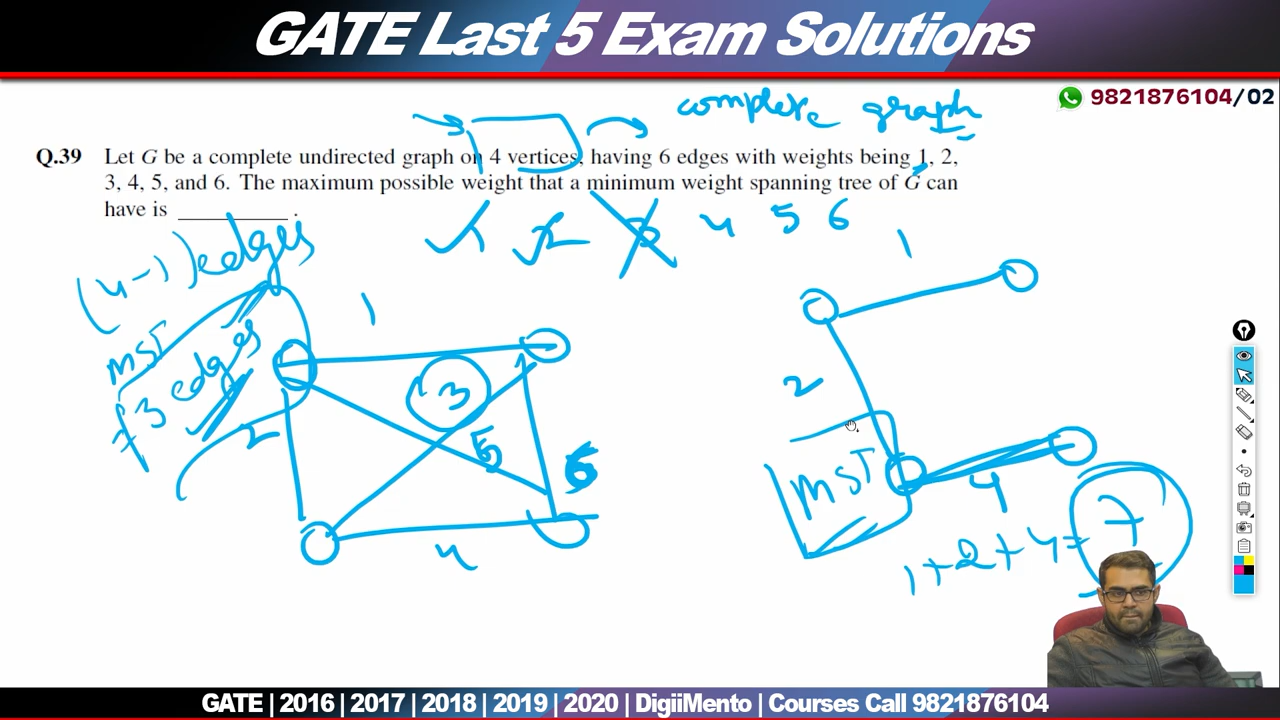 GATE Last 5 Exam Solutions
9821876104/02
complete graph
Q.39 Let G be a complete undirected graph on 4 vertices, having 6 edges with weights being 1, 2,
3, 4, 5, and 6. The maximum possible weight that a minimum weight spanning tree of G can
have is __________ .
1 2 3 4 5 6
(4-1) edges
MST
3 edges
1
2
3
5
6
4
1
2
MST
4
1+2+4=7
GATE | 2016 | 2017 | 2018 | 2019 | 2020 | DigiiMento | Courses Call 9821876104